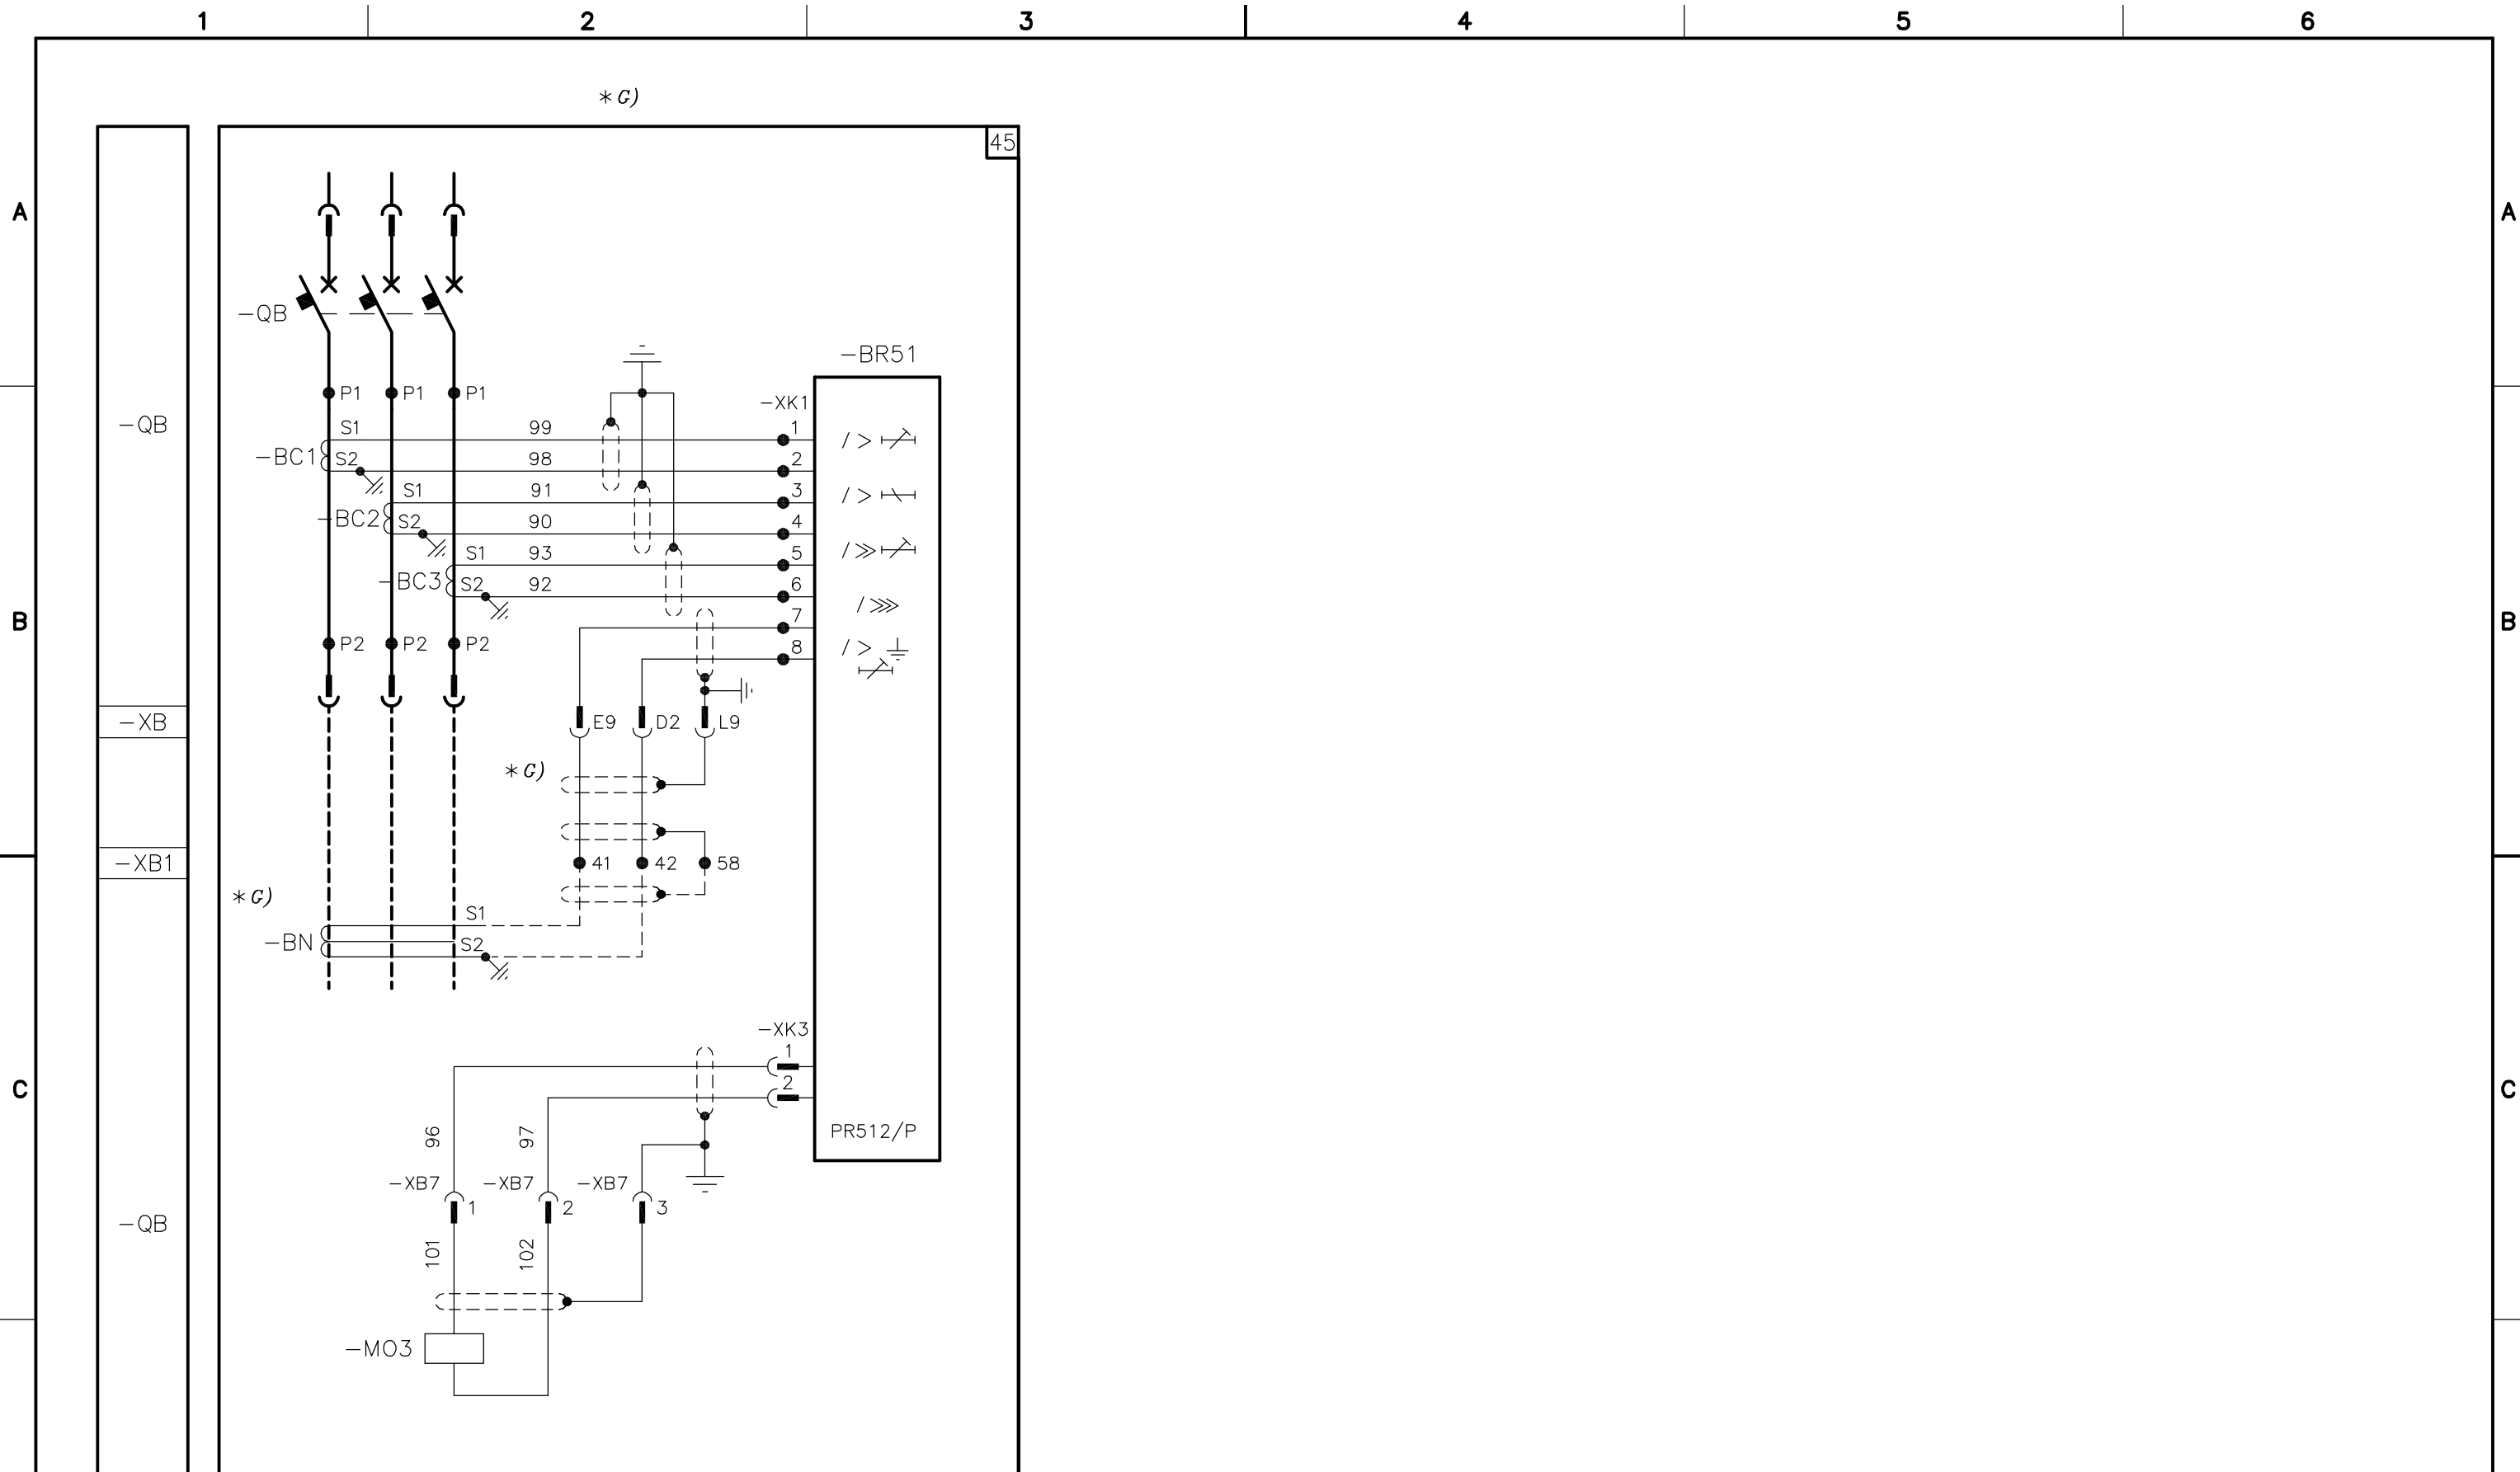 1 2 3 4 5 6
* G)
45
A A
-QB
-BR51
P1 P1 P1
-XK1
-QB
S1 99 1
-BC1 S2 98 2
S1 91 3
-BC2 S2 90 4
S1 93 5
-BC3 S2 92 6
B B
7
P2 P2 P2 8
-XB E9 D2 L9
* G)
-XB1 41 42 58
* G)
S1
-BN S2
-XK3
1
C C
2
96 97 PR512/P
-XB7 -XB7 -XB7
1 2 3
-QB
101 102
-MO3